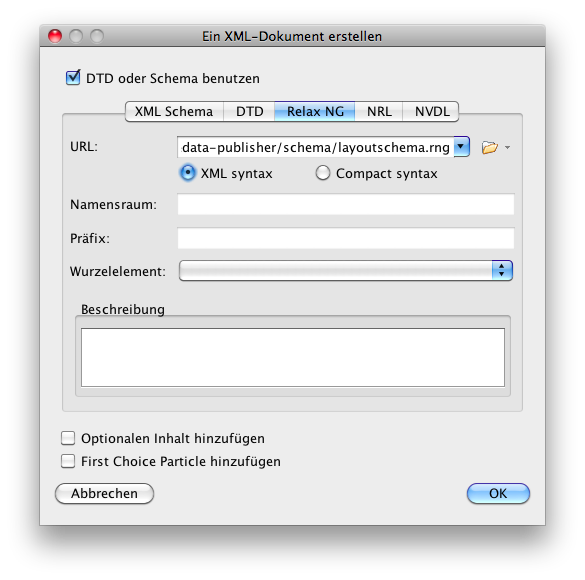 Ein XML-Dokument erstellen
DTD oder Schema benutzen
XML Schema DTD Relax NG NRL NVDL
URL: data-publisher/schema/layoutschema.rng
XML syntax Compact syntax
Namensraum:
Präfix:
Wurzelelement:
Beschreibung
Optionalen Inhalt hinzufügen
First Choice Particle hinzufügen
Abbrechen OK